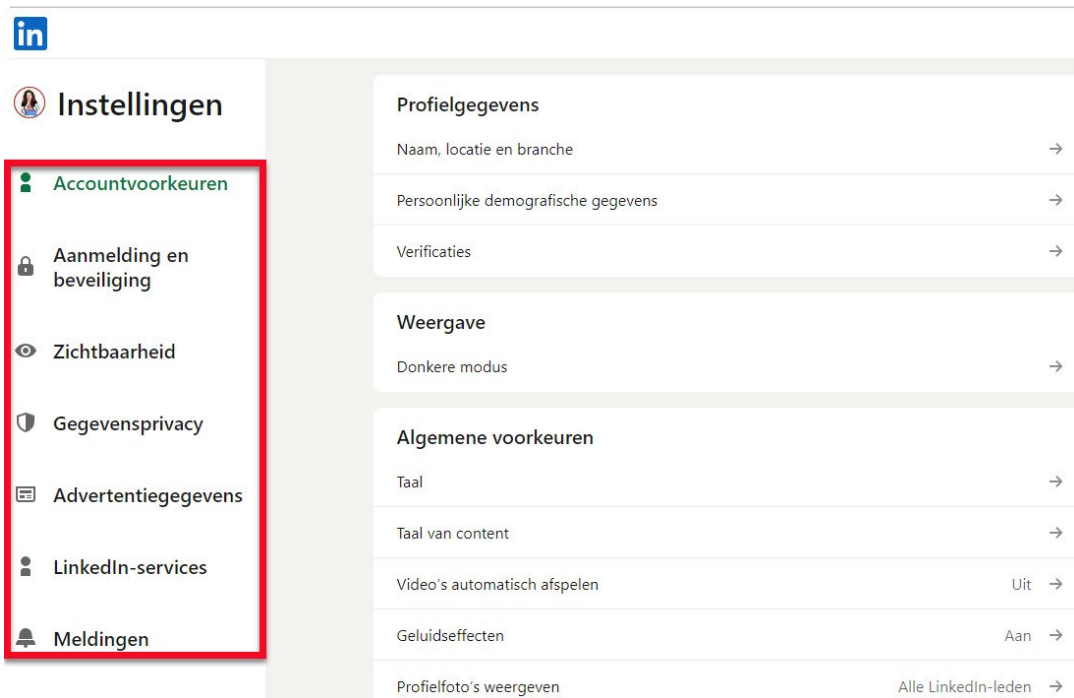 in
Instellingen
Accountvoorkeuren
Aanmelding en
beveiliging
Zichtbaarheid
Gegevensprivacy
Advertentiegegevens
LinkedIn-services
Meldingen
Profielgegevens
Naam, locatie en branche
Persoonlijke demografische gegevens
Verificaties
Weergave
Donkere modus
Algemene voorkeuren
Taal
Taal van content
Video's automatisch afspelen Uit
Geluidseffecten Aan
Profielfoto's weergeven Alle LinkedIn-leden